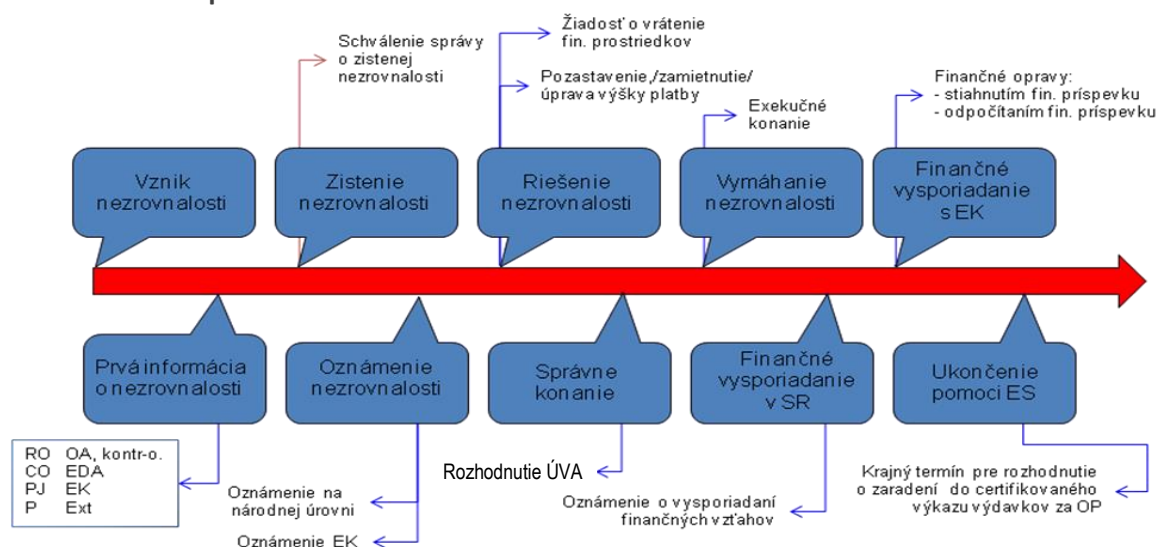 Schválenie správy
o zistenej
nezrovnalosti
Žiadosť o vrátenie
fin. prostriedkov
Pozastavenie,/zamietnutie/
úprava výšky platby
Exekučné
konanie
Finančné opravy:
- stiahnutím fin. príspevku
- odpočítaním fin. príspevku
Vznik
nezrovnalosti
Zistenie
nezrovnalosti
Riešenie
nezrovnalosti
Vymáhanie
nezrovnalosti
Finančné
vysporiadanie
s EK
Prvá informácia
o nezrovnalosti
Oznámenie
nezrovnalosti
Správne
konanie
Finančné
vysporiadanie
v SR
Ukončenie
pomoci ES
RO OA, kontr-o.
CO EDA
PJ EK
P Ext
Oznámenie na
národnej úrovni
Oznámenie EK
Rozhodnutie ÚVA
Oznámenie o vysporiadaní
finančných vzťahov
Krajný termín pre rozhodnutie
o zaradení do certifikovaného
výkazu výdavkov za OP